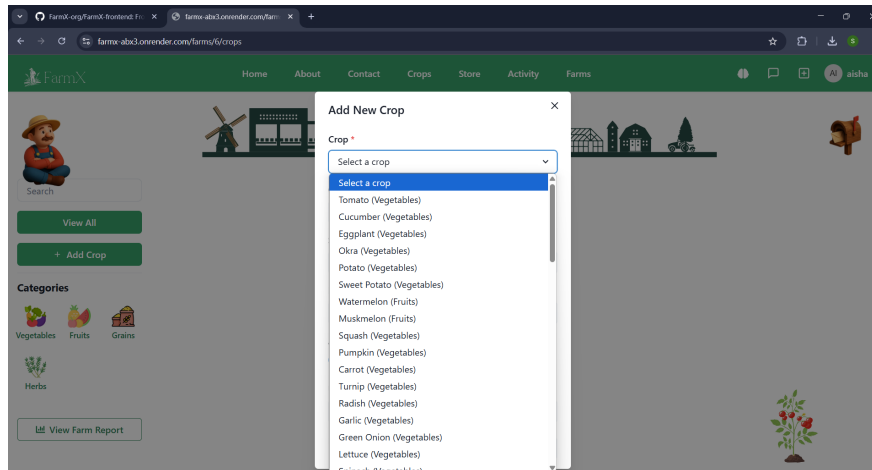 FarmX-org/FarmX-frontend: Fro
farmx-abx3.onrender.com/farm
farmx-abx3.onrender.com/farms/6/crops
S
FarmX
Home About Contact Crops Store Activity Farms
AI aisha
Search
View All
+ Add Crop
Categories
Vegetables Fruits Grains
Herbs
View Farm Report
Add New Crop
Crop *
Select a crop
Select a crop
Tomato (Vegetables)
Cucumber (Vegetables)
Eggplant (Vegetables)
Okra (Vegetables)
Potato (Vegetables)
Sweet Potato (Vegetables)
Watermelon (Fruits)
Muskmelon (Fruits)
Squash (Vegetables)
Pumpkin (Vegetables)
Carrot (Vegetables)
Turnip (Vegetables)
Radish (Vegetables)
Garlic (Vegetables)
Green Onion (Vegetables)
Lettuce (Vegetables)
Spinach (Vegetables)